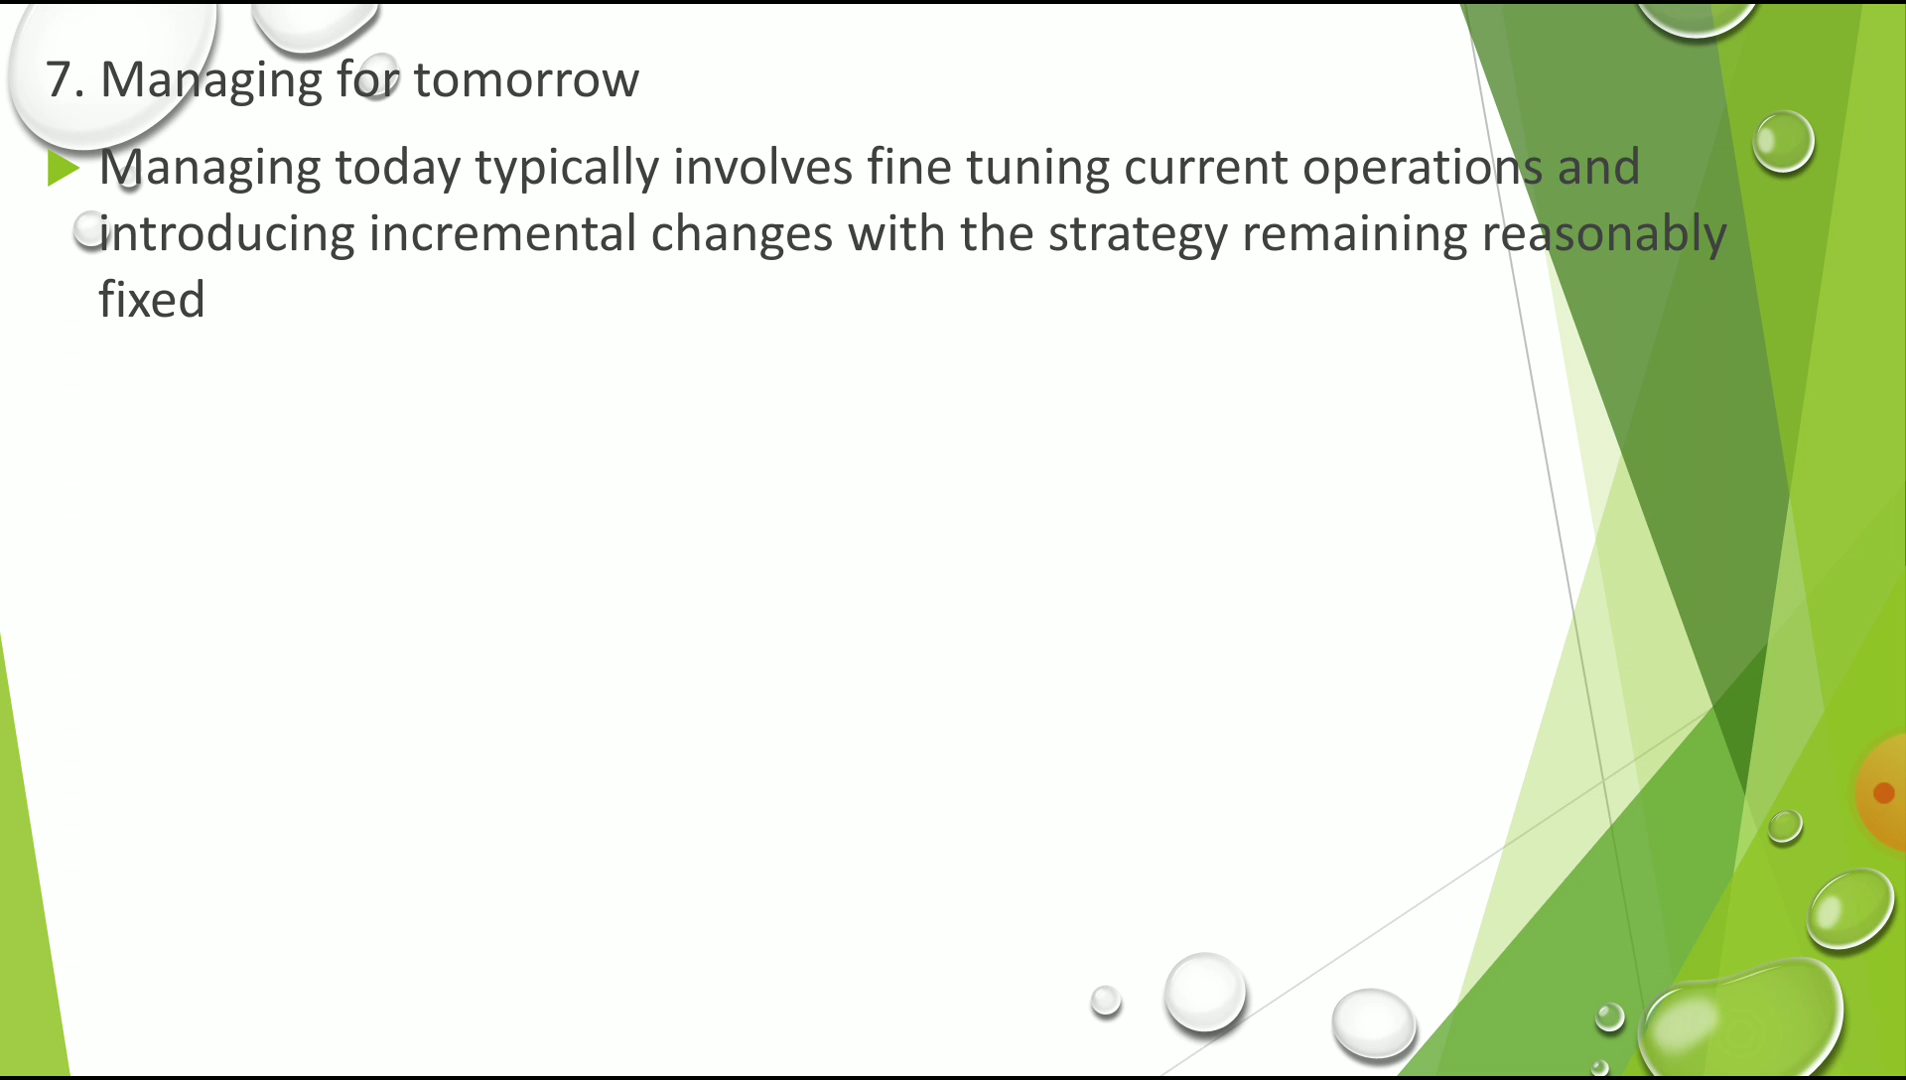 7. Managing for tomorrow
Managing today typically involves fine tuning current operations and
introducing incremental changes with the strategy remaining reasonably
fixed